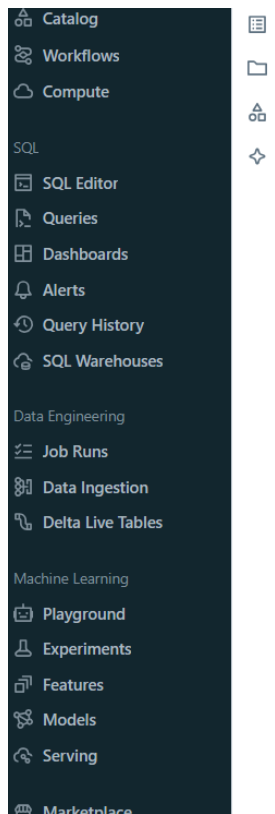 Catalog
Workflows
Compute
SQL
SQL Editor
Queries
Dashboards
Alerts
Query History
SQL Warehouses
Data Engineering
Job Runs
Data Ingestion
Delta Live Tables
Machine Learning
Playground
Experiments
Features
Models
Serving
Marketplace